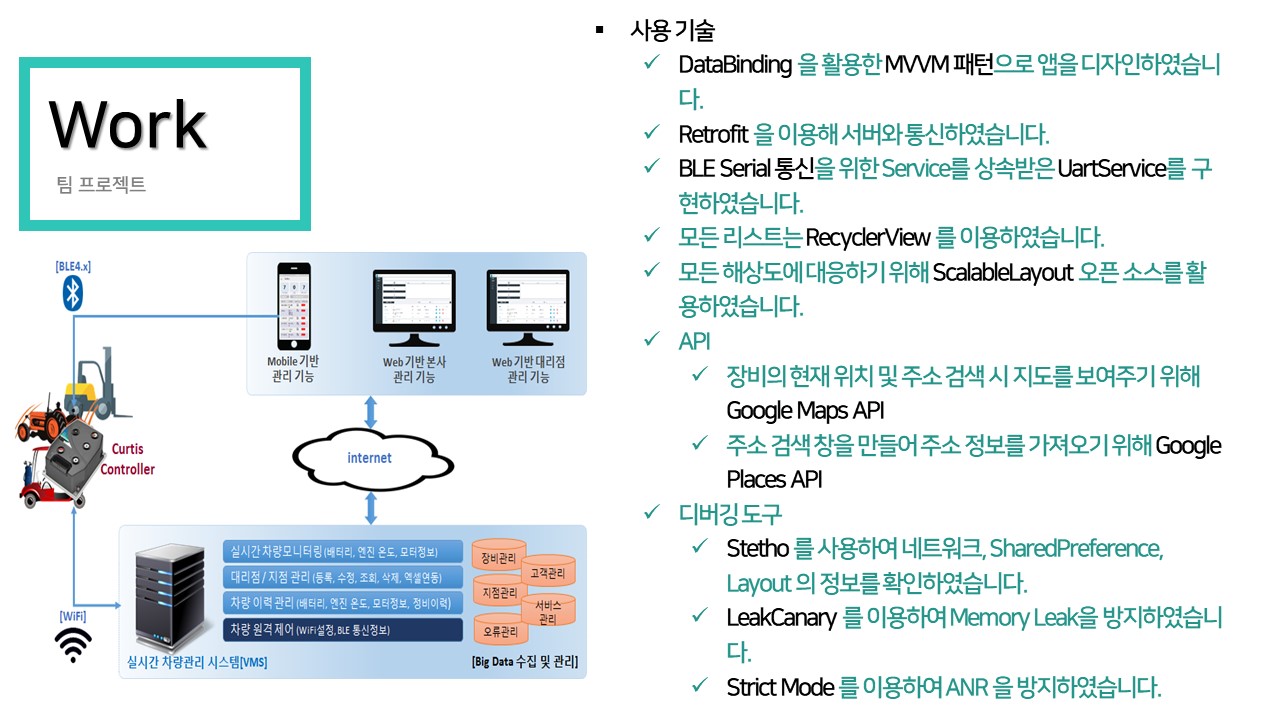 Work
팀 프로젝트
[BLE4.x]
Mobile 기반
관리 기능
Web 기반 본사
관리 기능
Web 기반 대리점
관리 기능
Curtis
Controller
internet
[WiFi]
실시간 차량모니터링 (배터리, 엔진 온도, 모터정보)
대리점 / 지점 관리 (등록, 수정, 조회, 삭제, 엑셀연동)
차량 이력 관리 (배터리, 엔진 온도, 모터정보, 정비이력)
차량 원격 제어 (WiFi설정, BLE 통신정보)
장비관리
고객관리
지점관리
서비스
관리
오류관리
실시간 차량관리 시스템[VMS]
[Big Data 수집 및 관리]
▪ 사용 기술
✓ DataBinding 을 활용한 MVVM 패턴으로 앱을 디자인하였습니
다.
✓ Retrofit 을 이용해 서버와 통신하였습니다.
✓ BLE Serial 통신을 위한 Service를 상속받은 UartService를 구
현하였습니다.
✓ 모든 리스트는 RecyclerView 를 이용하였습니다.
✓ 모든 해상도에 대응하기 위해 ScalableLayout 오픈 소스를 활
용하였습니다.
✓ API
✓ 장비의 현재 위치 및 주소 검색 시 지도를 보여주기 위해
Google Maps API
✓ 주소 검색 창을 만들어 주소 정보를 가져오기 위해 Google
Places API
✓ 디버깅 도구
✓ Stetho 를 사용하여 네트워크, SharedPreference,
Layout 의 정보를 확인하였습니다.
✓ LeakCanary 를 이용하여 Memory Leak을 방지하였습니
다.
✓ Strict Mode 를 이용하여 ANR 을 방지하였습니다.